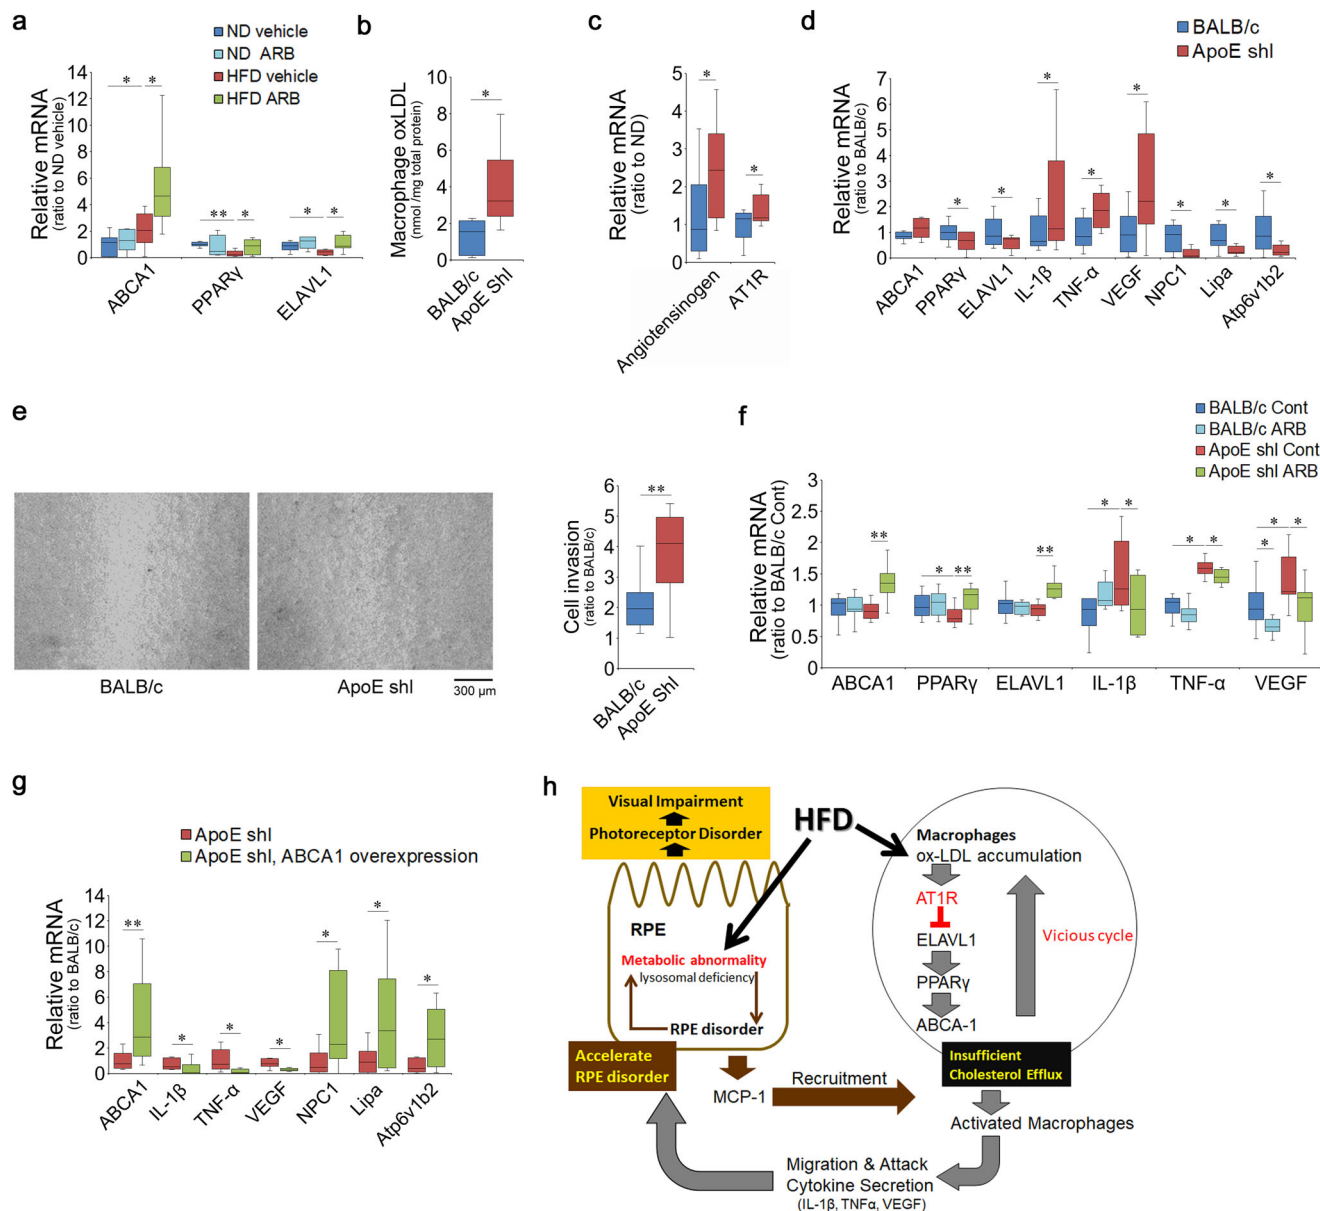 a
ND vehicle
ND ARB
HFD vehicle
HFD ARB
Relative mRNA
(ratio to ND vehicle)
14
12
10
8
6
4
2
0
*
*
**
*
*
*
ABCA1
PPARγ
ELAVL1
b
Macrophage oxLDL
(nmol /mg total protein)
10
8
6
4
2
0
*
BALB/c
ApoE Shl
c
Relative mRNA
(ratio to ND)
5
4
3
2
1
0
*
*
Angiotensinogen
AT1R
d
BALB/c
ApoE shl
Relative mRNA
(ratio to BALB/c)
7
6
5
4
3
2
1
0
*
*
*
*
*
*
*
*
ABCA1
PPARγ
ELAVL1
IL-1β
TNF-α
VEGF
NPC1
Lipa
Atp6v1b2
e
BALB/c
ApoE shl
300 μm
Cell invasion
(ratio to BALB/c)
6
5
4
3
2
1
0
**
BALB/c
ApoE Shl
f
BALB/c Cont
BALB/c ARB
ApoE shl Cont
ApoE shl ARB
Relative mRNA
(ratio to BALB/c Cont)
3
2.5
2
1.5
1
0.5
0
**
*
**
**
*
*
*
*
*
*
*
ABCA1
PPARγ
ELAVL1
IL-1β
TNF-α
VEGF
g
ApoE shl
ApoE shl, ABCA1 overexpression
Relative mRNA
(ratio to BALB/c)
14
12
10
8
6
4
2
0
**
*
*
*
*
*
*
ABCA1
IL-1β
TNF-α
VEGF
NPC1
Lipa
Atp6v1b2
h
Visual Impairment
Photoreceptor Disorder
HFD
RPE
Metabolic abnormality
lysosomal deficiency
RPE disorder
Accelerate
RPE disorder
MCP-1
Recruitment
Macrophages
ox-LDL accumulation
AT1R
ELAVL1
PPARγ
ABCA-1
Vicious cycle
Insufficient
Cholesterol Efflux
Activated Macrophages
Migration & Attack
Cytokine Secretion
(IL-1β, TNFα, VEGF)